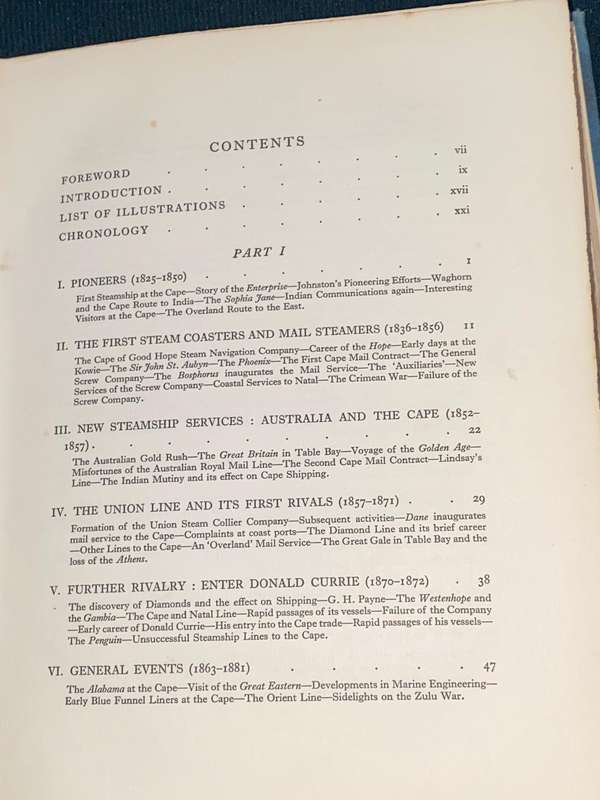 CONTENTS
FOREWORD . . . . . . . vii
INTRODUCTION . . . . . . . ix
LIST OF ILLUSTRATIONS . . . . . xvii
CHRONOLOGY . . . . . . . xxi
PART I
I. PIONEERS (1825–1850) . . . . . . 1
First Steamship at the Cape—Story of the Enterprise—Johnston's Pioneering Efforts—Waghorn
and the Cape Route to India—The Sophia Jane—Indian Communications again—Interesting
Visitors at the Cape—The Overland Route to the East.
II. THE FIRST STEAM COASTERS AND MAIL STEAMERS (1836–1856) 11
The Cape of Good Hope Steam Navigation Company—Career of the Hope—Early days at the
Kowie—The Sir John St. Aubyn—The Phoenix—The First Cape Mail Contract—The General
Screw Company—The Bosphorus inaugurates the Mail Service—The 'Auxiliaries'—New
Services of the Screw Company—Coastal Services to Natal—The Crimean War—Failure of the
Screw Company.
III. NEW STEAMSHIP SERVICES : AUSTRALIA AND THE CAPE (1852–
1857) . . . . . . . . . 22
The Australian Gold Rush—The Great Britain in Table Bay—Voyage of the Golden Age—
Misfortunes of the Australian Royal Mail Line—The Second Cape Mail Contract—Lindsay's
Line—The Indian Mutiny and its effect on Cape Shipping.
IV. THE UNION LINE AND ITS FIRST RIVALS (1857–1871) . . 29
Formation of the Union Steam Collier Company—Subsequent activities—Dane inaugurates
mail service to the Cape—Complaints at coast ports—The Diamond Line and its brief career
—Other Lines to the Cape—An 'Overland' Mail Service—The Great Gale in Table Bay and the
loss of the Athens.
V. FURTHER RIVALRY : ENTER DONALD CURRIE (1870–1872) . 38
The discovery of Diamonds and the effect on Shipping—G. H. Payne—The Westenhope and
the Gambia—The Cape and Natal Line—Rapid passages of its vessels—Failure of the Company
—Early career of Donald Currie—His entry into the Cape trade—Rapid passages of his vessels—
The Penguin—Unsuccessful Steamship Lines to the Cape.
VI. GENERAL EVENTS (1863–1881) . . . . . 47
The Alabama at the Cape—Visit of the Great Eastern—Developments in Marine Engineering—
Early Blue Funnel Liners at the Cape—The Orient Line—Sidelights on the Zulu War.